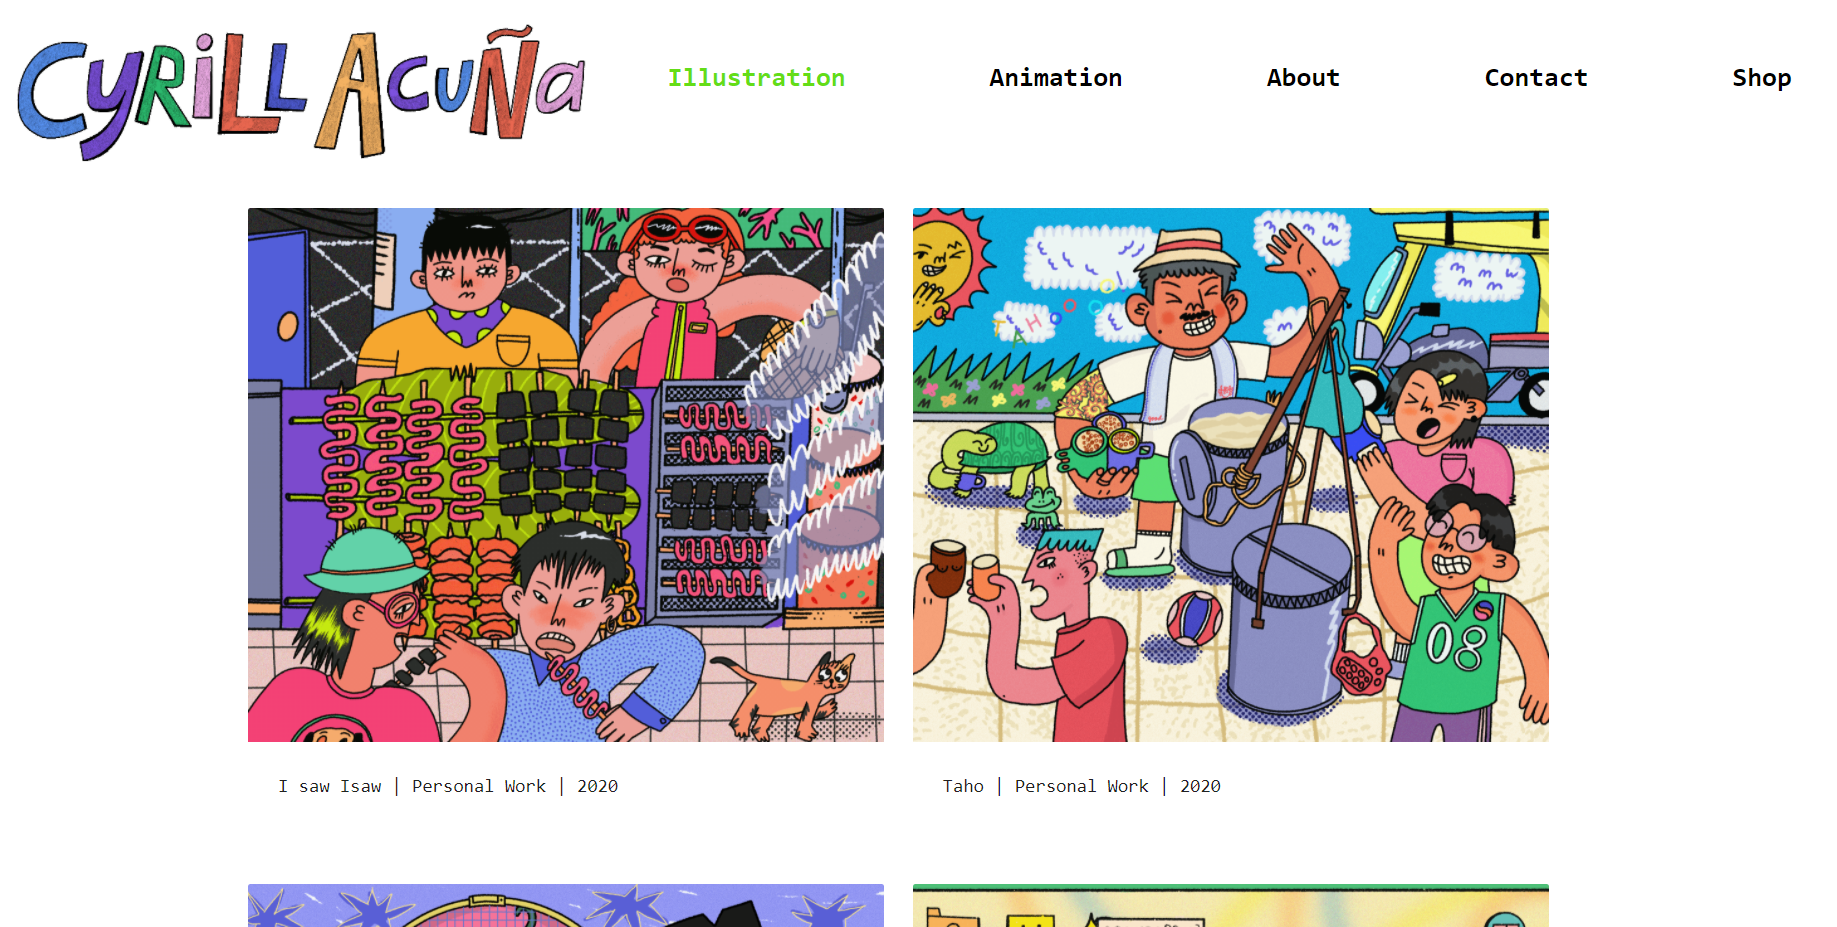 CyRiLL AcuÑa
Illustration
Animation
About
Contact
Shop
TAHO
08
I saw Isaw | Personal Work | 2020
Taho | Personal Work | 2020